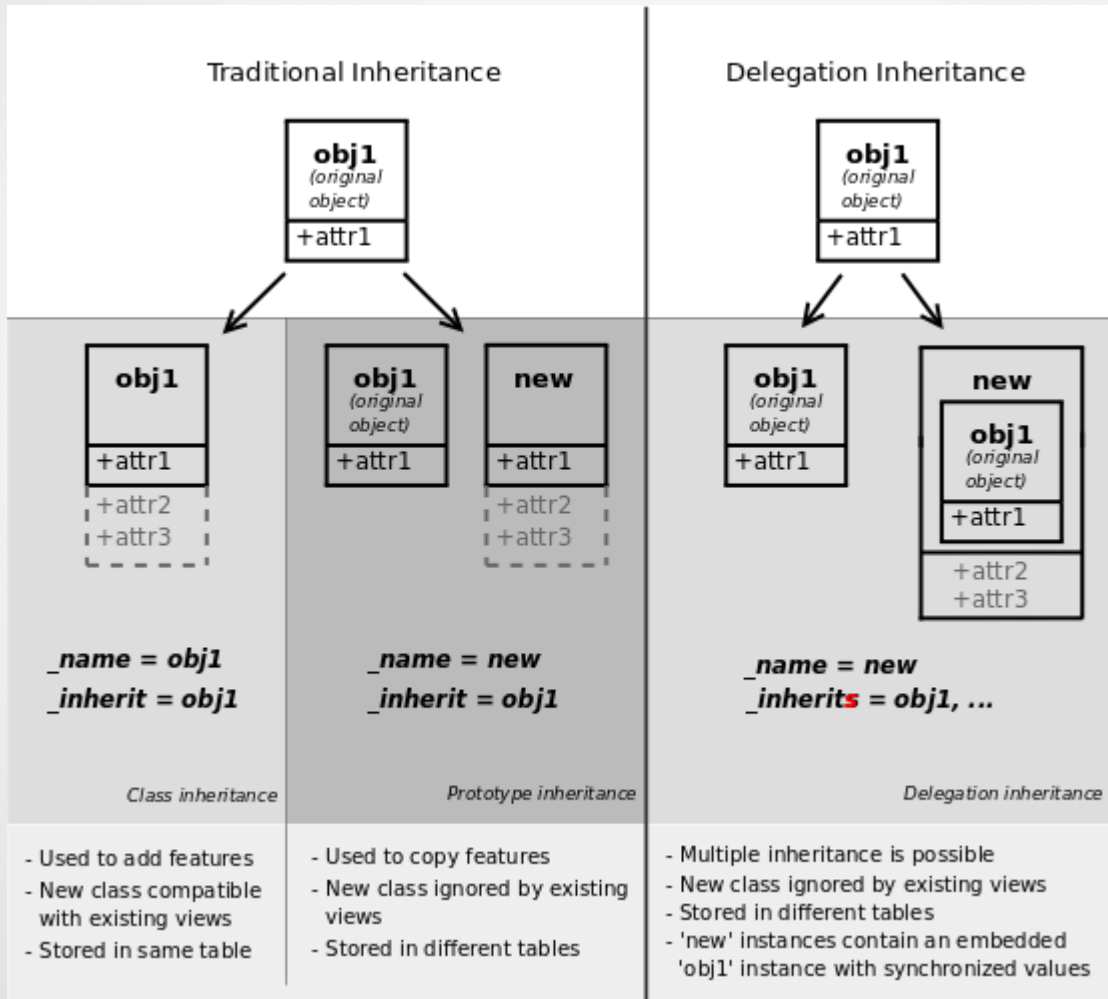 Traditional Inheritance
Delegation Inheritance
obj1
(original
object)
+attr1
obj1
(original
object)
+attr1
obj1
+attr1
+attr2
+attr3
_name = obj1
_inherit = obj1
Class inheritance
obj1
(original
object)
+attr1
new
+attr1
+attr2
+attr3
_name = new
_inherit = obj1
Prototype inheritance
obj1
(original
object)
+attr1
new
obj1
(original
object)
+attr1
+attr2
+attr3
_name = new
_inherits = obj1, ...
Delegation inheritance
- Used to add features
- New class compatible
with existing views
- Stored in same table
- Used to copy features
- New class ignored by existing
views
- Stored in different tables
- Multiple inheritance is possible
- New class ignored by existing views
- Stored in different tables
- 'new' instances contain an embedded
'obj1' instance with synchronized values